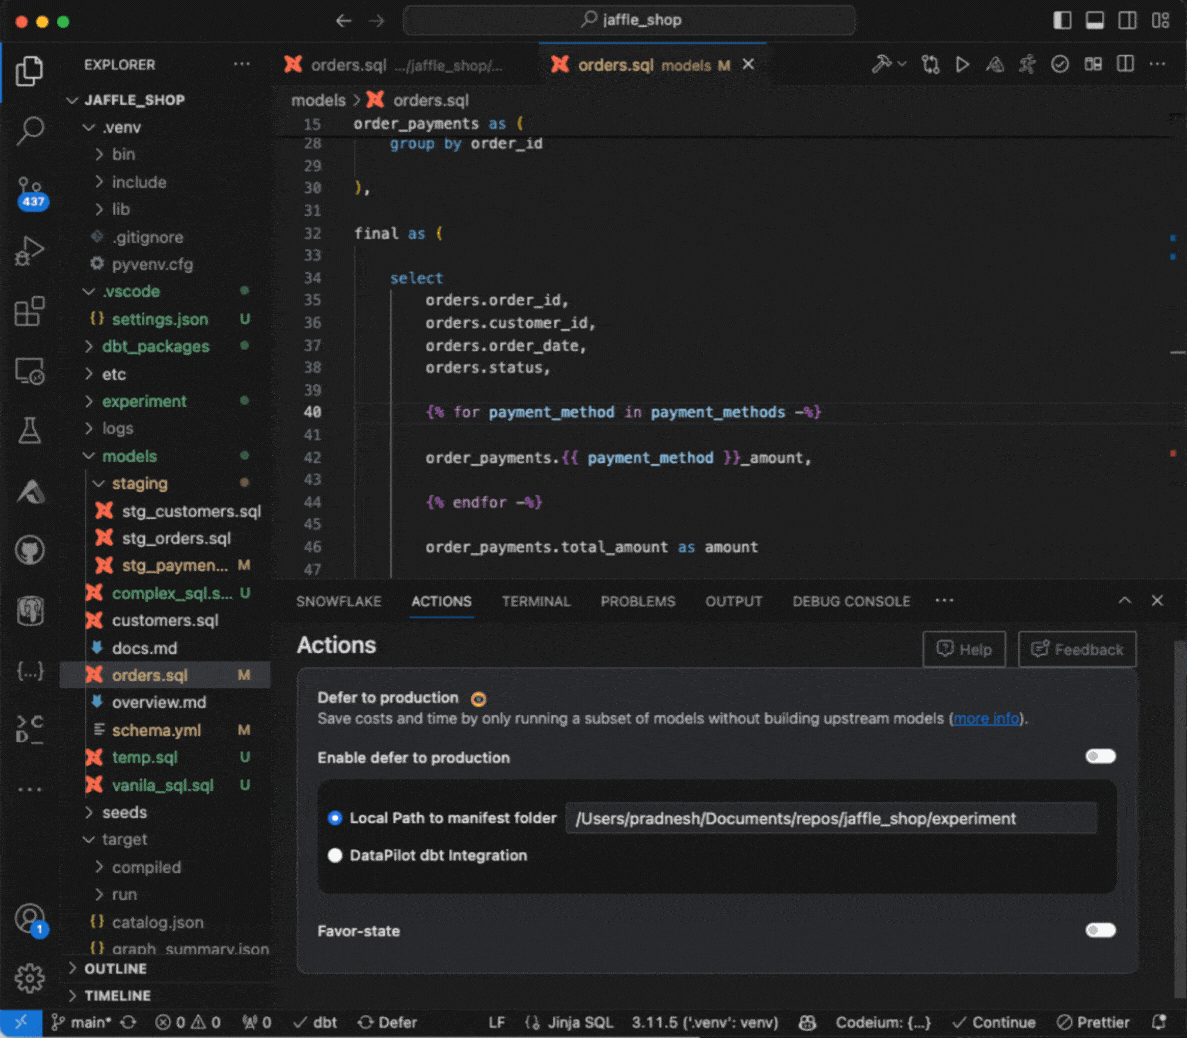 jaffle_shop
EXPLORER
JAFFLE_SHOP
.venv
bin
include
lib
.gitignore
pyvenv.cfg
.vscode
settings.json U
dbt_packages
etc
experiment
logs
models
staging
stg_customers.sql
stg_orders.sql
stg_paymen... M
complex_sql.s... U
customers.sql
docs.md
orders.sql M
overview.md
schema.yml M
temp.sql U
vanila_sql.sql U
seeds
target
compiled
run
catalog.json
graph_summary.json
OUTLINE
TIMELINE
437
1
orders.sql .../jaffle_shop/...
orders.sql models M
models > orders.sql
15 order_payments as (
28 group by order_id
29
30 ),
31
32 final as (
33
34 select
35 orders.order_id,
36 orders.customer_id,
37 orders.order_date,
38 orders.status,
39
40 {% for payment_method in payment_methods -%}
41
42 order_payments.{{ payment_method }}_amount,
43
44 {% endfor -%}
45
46 order_payments.total_amount as amount
47
SNOWFLAKE ACTIONS TERMINAL PROBLEMS OUTPUT DEBUG CONSOLE ...
Actions
Help
Feedback
Defer to production
Save costs and time by only running a subset of models without building upstream models (more info).
Enable defer to production
Local Path to manifest folder /Users/pradnesh/Documents/repos/jaffle_shop/experiment
DataPilot dbt Integration
Favor-state
main* 0 0 0 dbt Defer LF Jinja SQL 3.11.5 ('.venv': venv) Codeium: {...} Continue Prettier